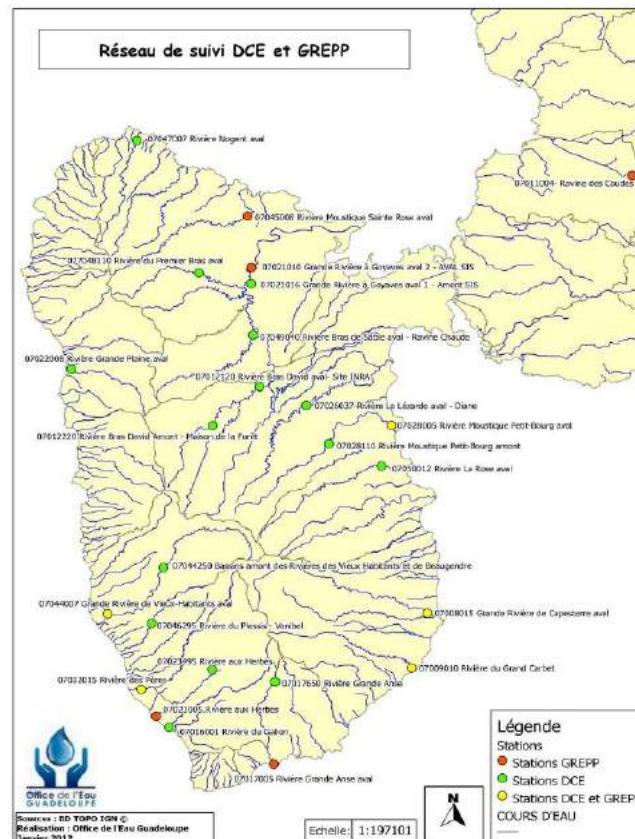 Réseau de suivi DCE et GREPP
07047007 Rivière Nogent aval
07011004- Ravine des Coudes
07045008 Rivière Moustique Sainte Rose aval
07048110 Rivière du Premier Bras aval
07021010 Grande Rivière à Goyaves aval 2 - AVAL SIS
07021016 Grande Rivière à Goyaves aval 1 - Amont SIS
07049040 Rivière Bras de Sable aval - Ravine Chaude
07022008 Rivière Grande Plaine aval
07012120 Rivière Bras David aval- Site INRA
07026037 Rivière La Lézarde aval - Diane
07012220 Rivière Bras David Amont - Maison de la Forêt
07028005 Rivière Moustique Petit-Bourg aval
07028110 Rivière Moustique Petit-Bourg amont
07050012 Rivière La Rose aval
07044250 Bassins amont des Rivières des Vieux Habitants et de Beaugendre
07044007 Grande Rivière de Vieux-Habitants aval
07008015 Grande Rivière de Capesterre aval
07046295 Rivière du Plessis - Vanibel
07023495 Rivière aux Herbes
07009010 Rivière du Grand Carbet
07032015 Rivière des Pères
07017650 Rivière Grande Anse
07023005 Rivière aux Herbes
07016001 Rivière du Galion
07017005 Rivière Grande Anse aval
Légende
Stations
Stations GREPP
Stations DCE
Stations DCE et GREP
COURS D'EAU
Office de l'Eau
GUADELOUPE
N
Sources : BD TOPO IGN ©
Réalisation : Office de l'Eau Guadeloupe
Janvier 2012
Echelle: 1:197101